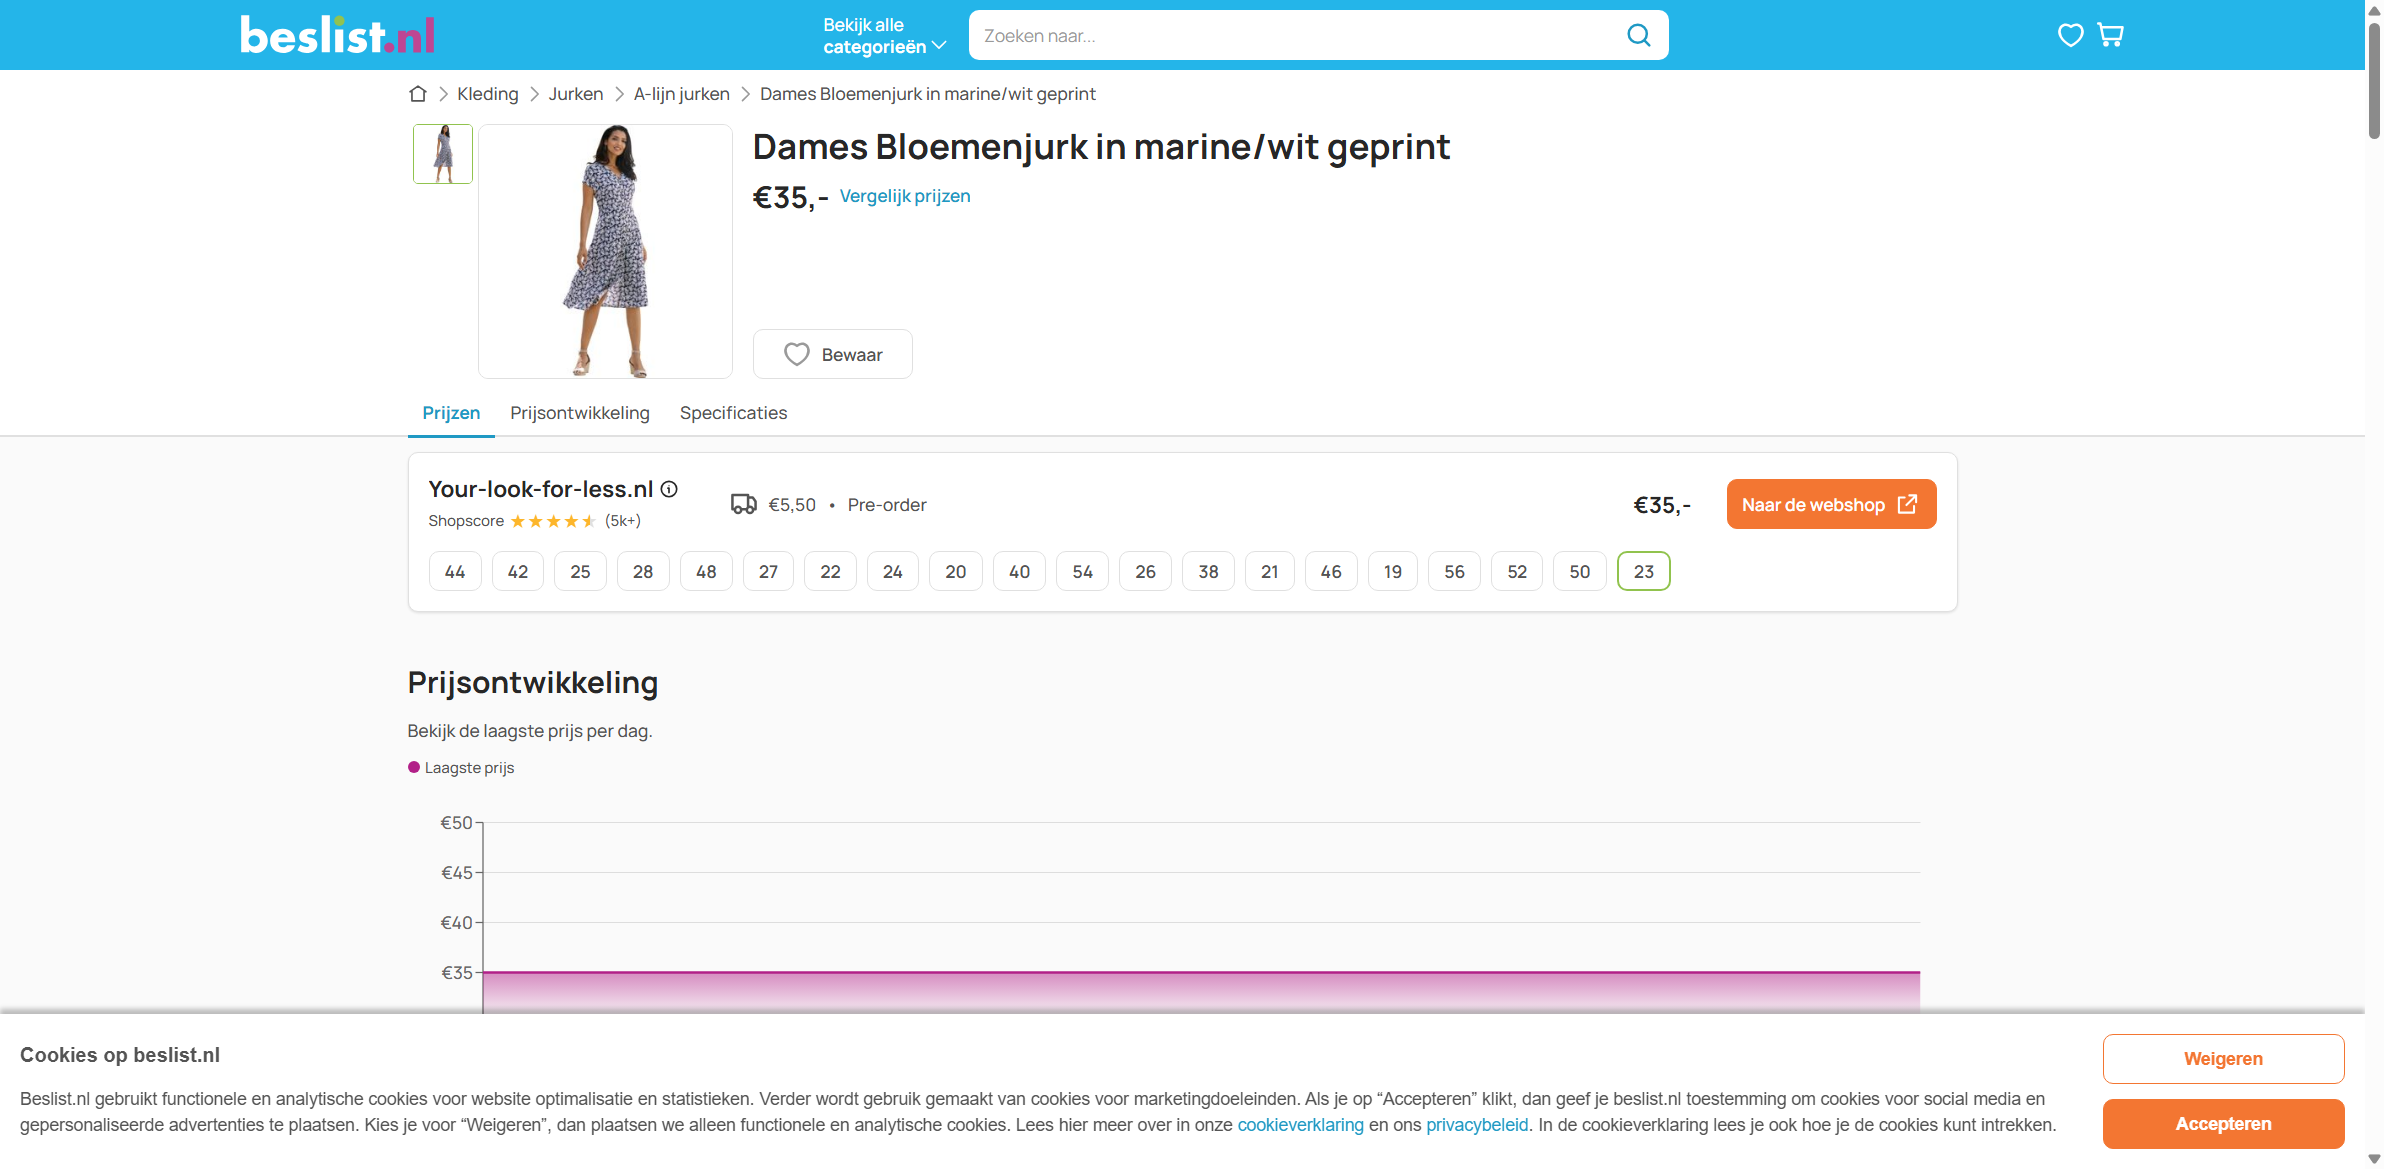 beslist.nl
Bekijk alle
categorieën
Zoeken naar...
Kleding
Jurken
A-lijn jurken
Dames Bloemenjurk in marine/wit geprint
Dames Bloemenjurk in marine/wit geprint
€35,- Vergelijk prijzen
Bewaar
Prijzen Prijsontwikkeling Specificaties
Your-look-for-less.nl
Shopscore (5k+)
€5,50 • Pre-order
€35,-
Naar de webshop
44 42 25 28 48 27 22 24 20 40 54 26 38 21 46 19 56 52 50 23
Prijsontwikkeling
Bekijk de laagste prijs per dag.
Laagste prijs
€50
€45
€40
€35
Cookies op beslist.nl
Beslist.nl gebruikt functionele en analytische cookies voor website optimalisatie en statistieken. Verder wordt gebruik gemaakt van cookies voor marketingdoeleinden. Als je op “Accepteren” klikt, dan geef je beslist.nl toestemming om cookies voor social media en
gepersonaliseerde advertenties te plaatsen. Kies je voor “Weigeren”, dan plaatsen we alleen functionele en analytische cookies. Lees hier meer over in onze cookieverklaring en ons privacybeleid. In de cookieverklaring lees je ook hoe je de cookies kunt intrekken.
Weigeren
Accepteren